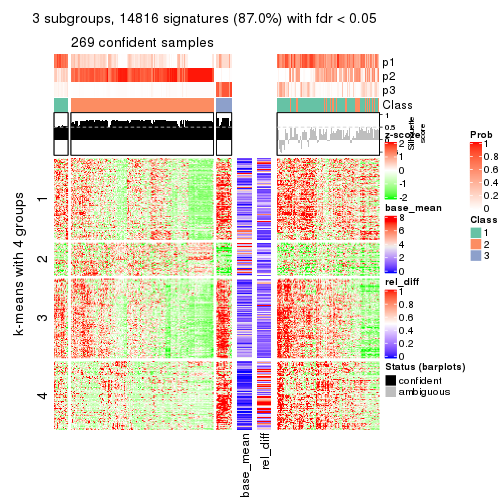 3 subgroups, 14816 signatures (87.0%) with fdr < 0.05
269 confident samples
p1
p2
p3
Class
1
0.5
0
Silhouette
score
k-means with 4 groups
1
2
3
4
base_mean
rel_diff
z-score
2
1
0
-1
-2
base_mean
8
6
4
2
0
rel_diff
1
0.8
0.6
0.4
0.2
0
Status (barplots)
confident
ambiguous
Prob
1
0.8
0.6
0.4
0.2
0
Class
1
2
3